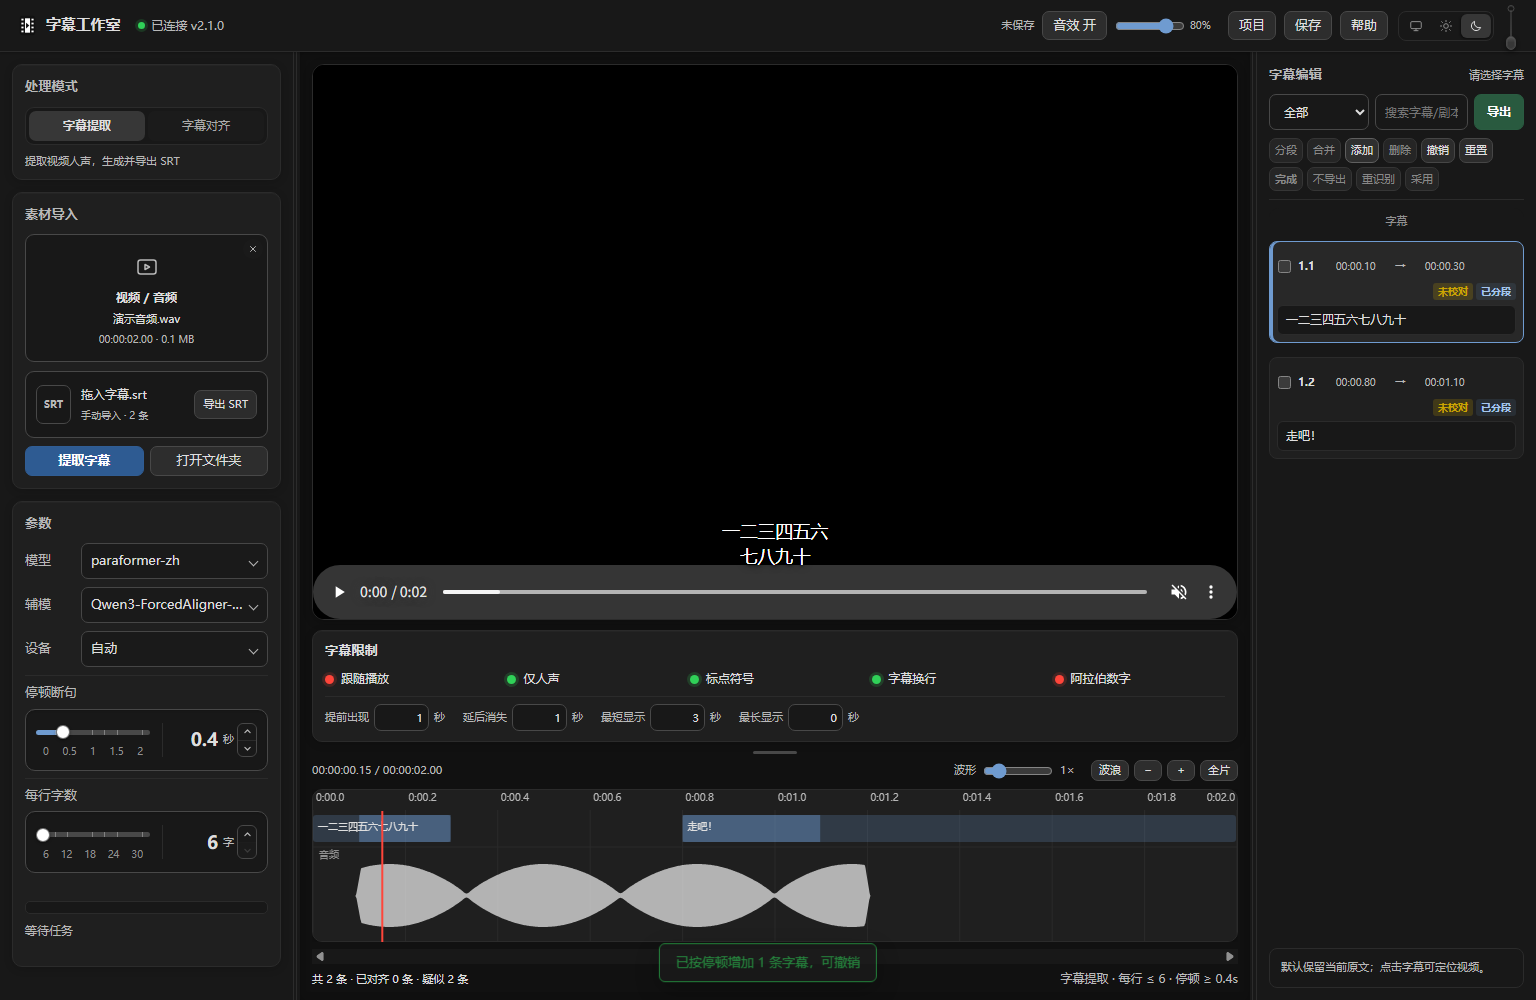 字幕工作室 已连接 v2.1.0
未保存 音效 开 80% 项目 保存 帮助
处理模式
字幕提取 字幕对齐
提取视频人声，生成并导出 SRT
素材导入
×
视频 / 音频
演示音频.wav
00:00:02.00 · 0.1 MB
SRT
拖入字幕.srt
手动导入 · 2 条
导出 SRT
提取字幕 打开文件夹
参数
模型 paraformer-zh
辅模 Qwen3-ForcedAligner-...
设备 自动
停顿断句
0 0.5 1 1.5 2
0.4 秒
每行字数
6 12 18 24 30
6 字
等待任务
一二三四五六
七八九十
0:00 / 0:02
字幕限制
跟随播放 仅人声 标点符号 字幕换行 阿拉伯数字
提前出现 1 秒 延后消失 1 秒 最短显示 3 秒 最长显示 0 秒
00:00:00.15 / 00:00:02.00
波形 1× 波浪 − + 全片
0:00.0 0:00.2 0:00.4 0:00.6 0:00.8 0:01.0 0:01.2 0:01.4 0:01.6 0:01.8 0:02.0
一二三四五六七八九十 走吧！
音频
已按停顿增加 1 条字幕，可撤销
共 2 条 · 已对齐 0 条 · 疑似 2 条
字幕提取 · 每行 ≤ 6 · 停顿 ≥ 0.4s
字幕编辑 请选择字幕
全部 搜索字幕/剧本 导出
分段 合并 添加 删除 撤销 重置
完成 不导出 重识别 采用
字幕
1.1 00:00.10 → 00:00.30
未校对 已分段
一二三四五六七八九十
1.2 00:00.80 → 00:01.10
未校对 已分段
走吧！
默认保留当前原文；点击字幕可定位视频。